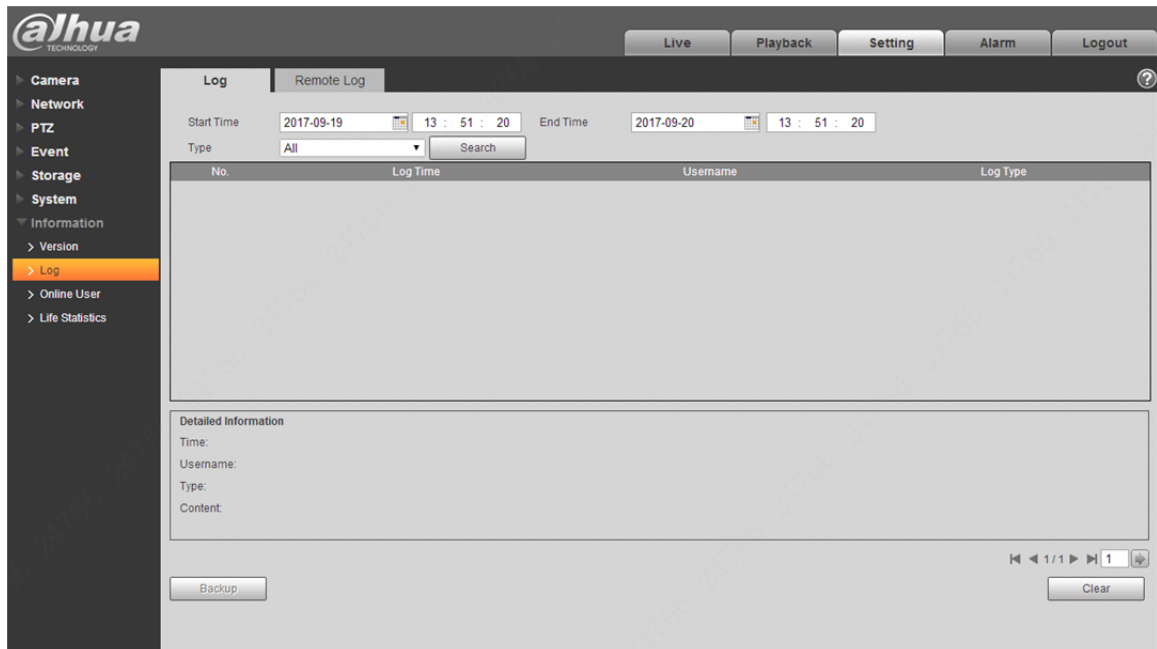 alhua
TECHNOLOGY
Live Playback Setting Alarm Logout
Camera
Network
PTZ
Event
Storage
System
Information
Version
Log
Online User
Life Statistics
Log Remote Log
Start Time 2017-09-19 13 : 51 : 20 End Time 2017-09-20 13 : 51 : 20
Type All Search
No. Log Time Username Log Type
Detailed Information
Time:
Username:
Type:
Content:
1/1 1
Backup Clear